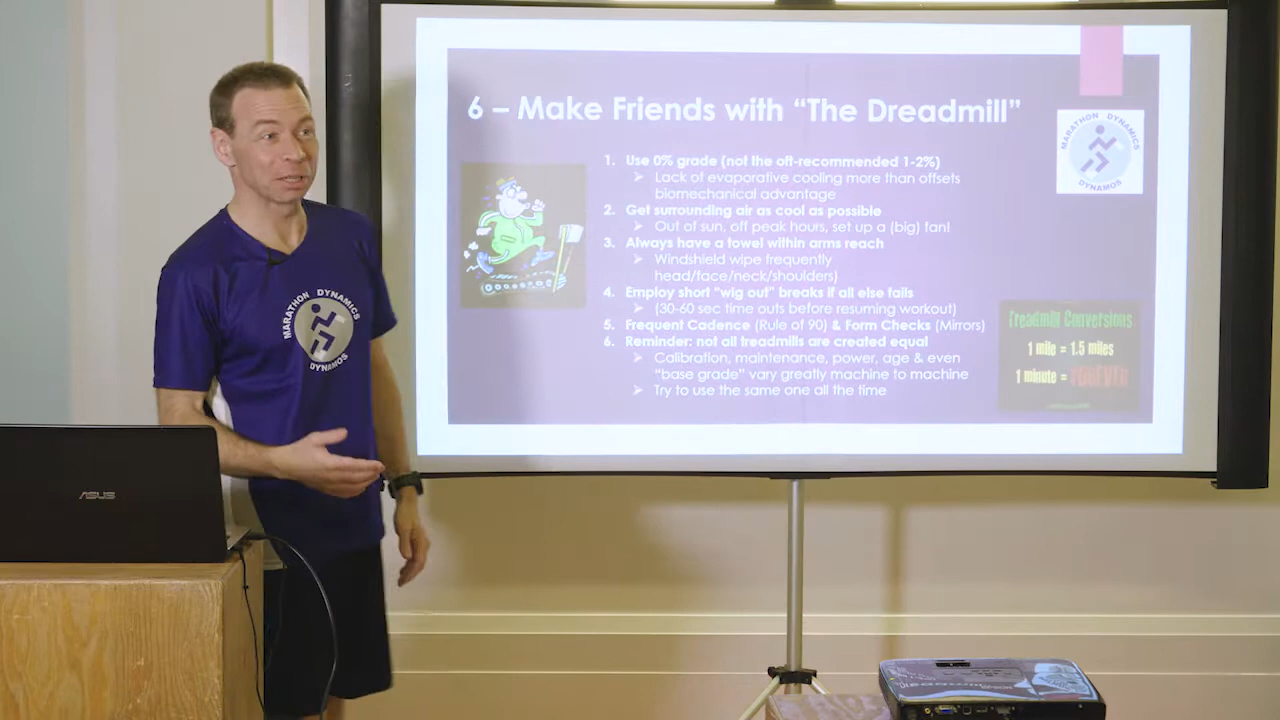 6 – Make Friends with “The Dreadmill”
1. Use 0% grade (not the oft-recommended 1-2%)
Lack of evaporative cooling more than offsets
biomechanical advantage
2. Get surrounding air as cool as possible
Out of sun, off peak hours, set up a (big) fan!
3. Always have a towel within arms reach
Windshield wipe frequently
head/face/neck/shoulders)
4. Employ short “wig out” breaks if all else fails
(30-60 sec time outs before resuming workout)
5. Frequent Cadence (Rule of 90) & Form Checks (Mirrors)
6. Reminder: not all treadmills are created equal
Calibration, maintenance, power, age & even
“base grade” vary greatly machine to machine
Try to use the same one all the time
MARATHON DYNAMICS
DYNAMOS
Treadmill Conversions
1 mile = 1.5 miles
1 minute = FOREVER
MARATHON DYNAMICS
DYNAMOS
ASUS